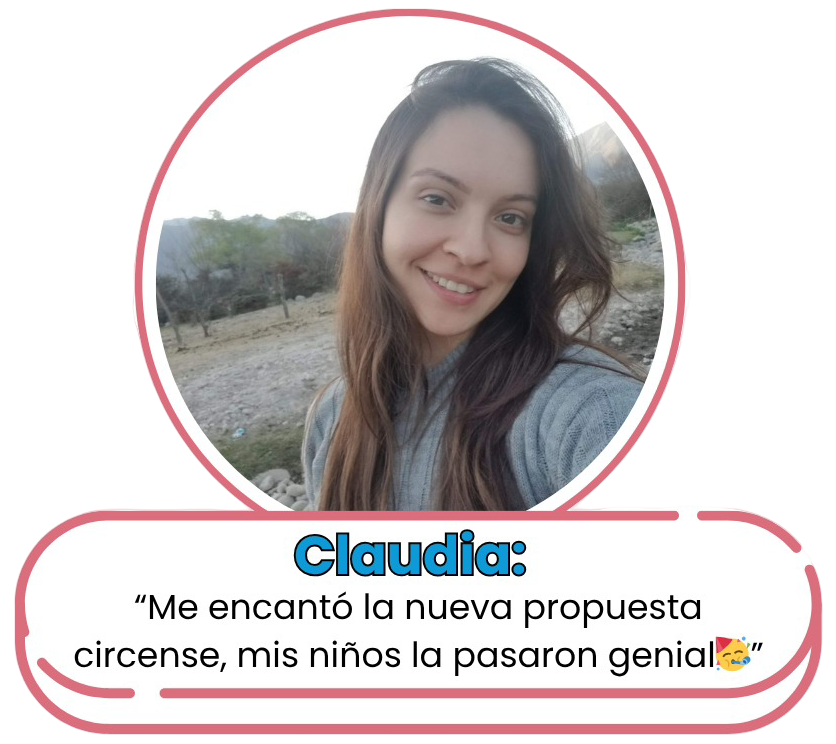 Claudia:
“Me encantó la nueva propuesta
circense, mis niños la pasaron genial🥳”